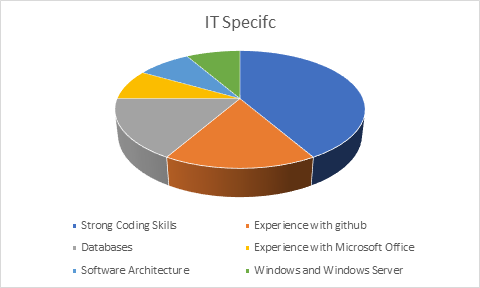 IT Specifc
Strong Coding Skills
Experience with github
Databases
Experience with Microsoft Office
Software Architecture
Windows and Windows Server